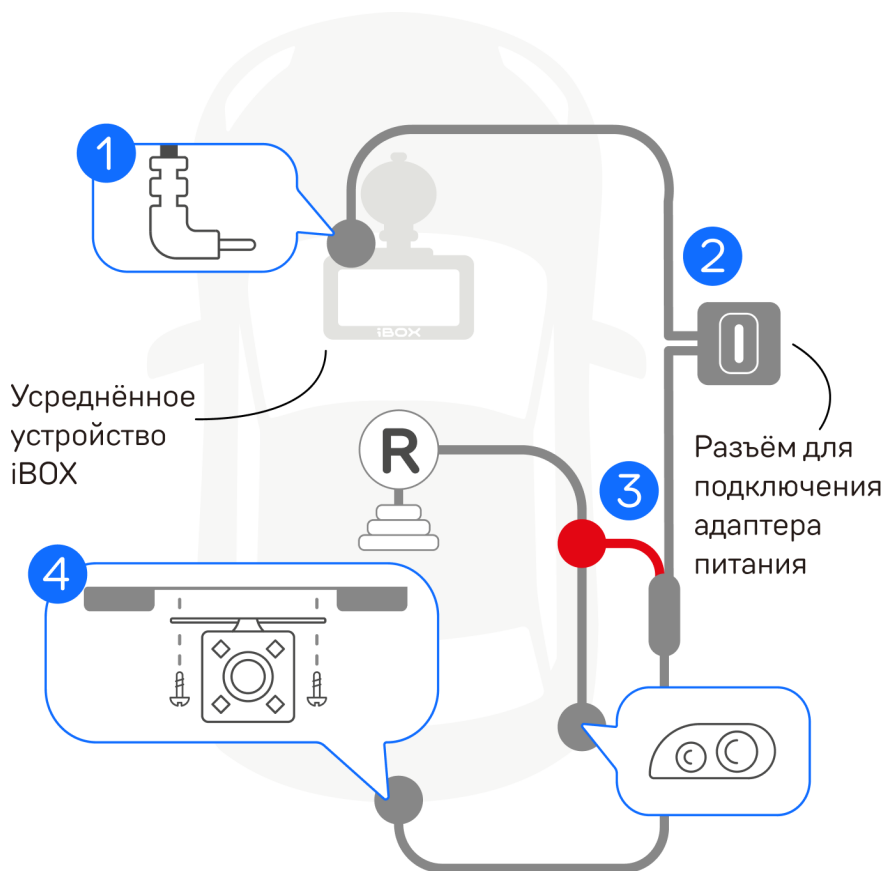 1
2
iBOX
Усреднённое
устройство
iBOX
R
Разъём для
подключения
адаптера
питания
3
4